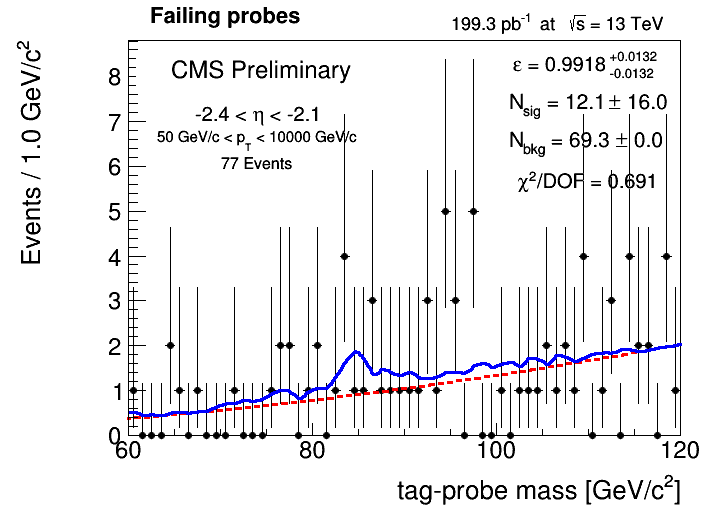 Failing probes
199.3 pb⁻¹ at √s = 13 TeV
CMS Preliminary
-2.4 < η < -2.1
50 GeV/c < p_T < 10000 GeV/c
77 Events
ε = 0.9918 +0.0132 -0.0132
N_sig = 12.1 ± 16.0
N_bkg = 69.3 ± 0.0
χ²/DOF = 0.691
Events / 1.0 GeV/c²
8
7
6
5
4
3
2
1
0
60 80 100 120
tag-probe mass [GeV/c²]